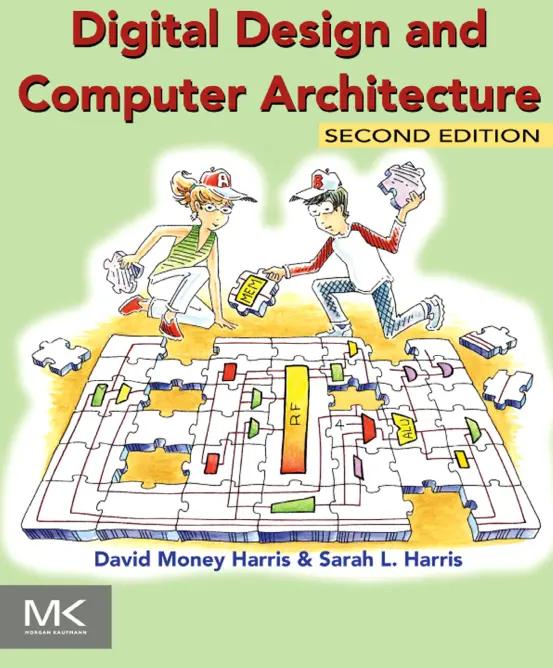 Digital Design and
Computer Architecture
SECOND EDITION
A
B
MEM
RF
4
ALU
David Money Harris & Sarah L. Harris
MK
MORGAN KAUFMANN